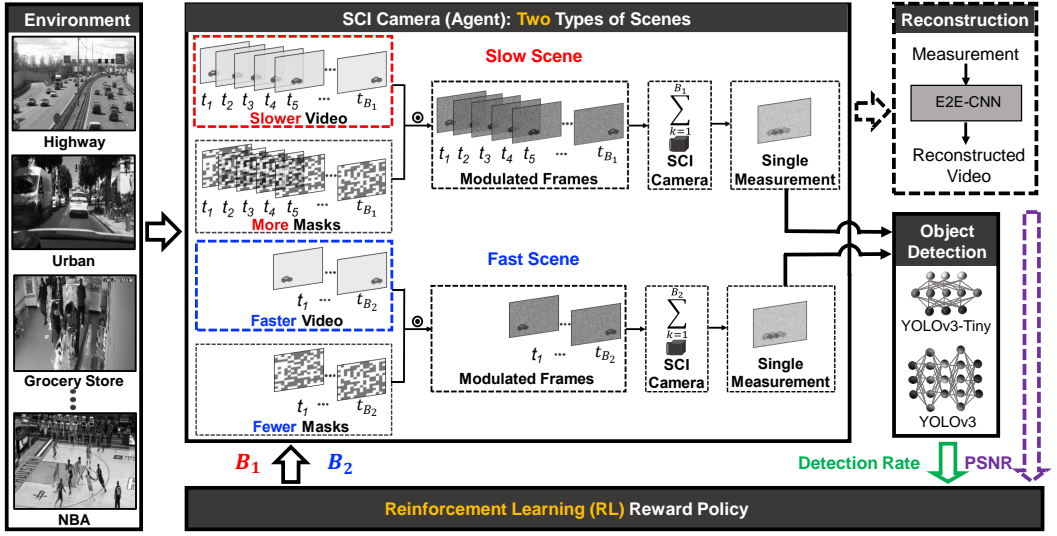 Environment
Highway
Urban
Grocery Store
NBA
SCI Camera (Agent): Two Types of Scenes
Slow Scene
t1 t2 t3 t4 t5 ... tB1
Slower Video
t1 t2 t3 t4 t5 ... tB1
More Masks
⊙
t1 t2 t3 t4 t5 ... tB1
Modulated Frames
B1
∑
k=1
SCI
Camera
Single
Measurement
Fast Scene
t1 ... tB2
Faster Video
t1 ... tB2
Fewer Masks
⊙
t1 ... tB2
Modulated Frames
B2
∑
k=1
SCI
Camera
Single
Measurement
Reconstruction
Measurement
E2E-CNN
Reconstructed
Video
Object
Detection
YOLOv3-Tiny
YOLOv3
B1 B2
Detection Rate
PSNR
Reinforcement Learning (RL) Reward Policy